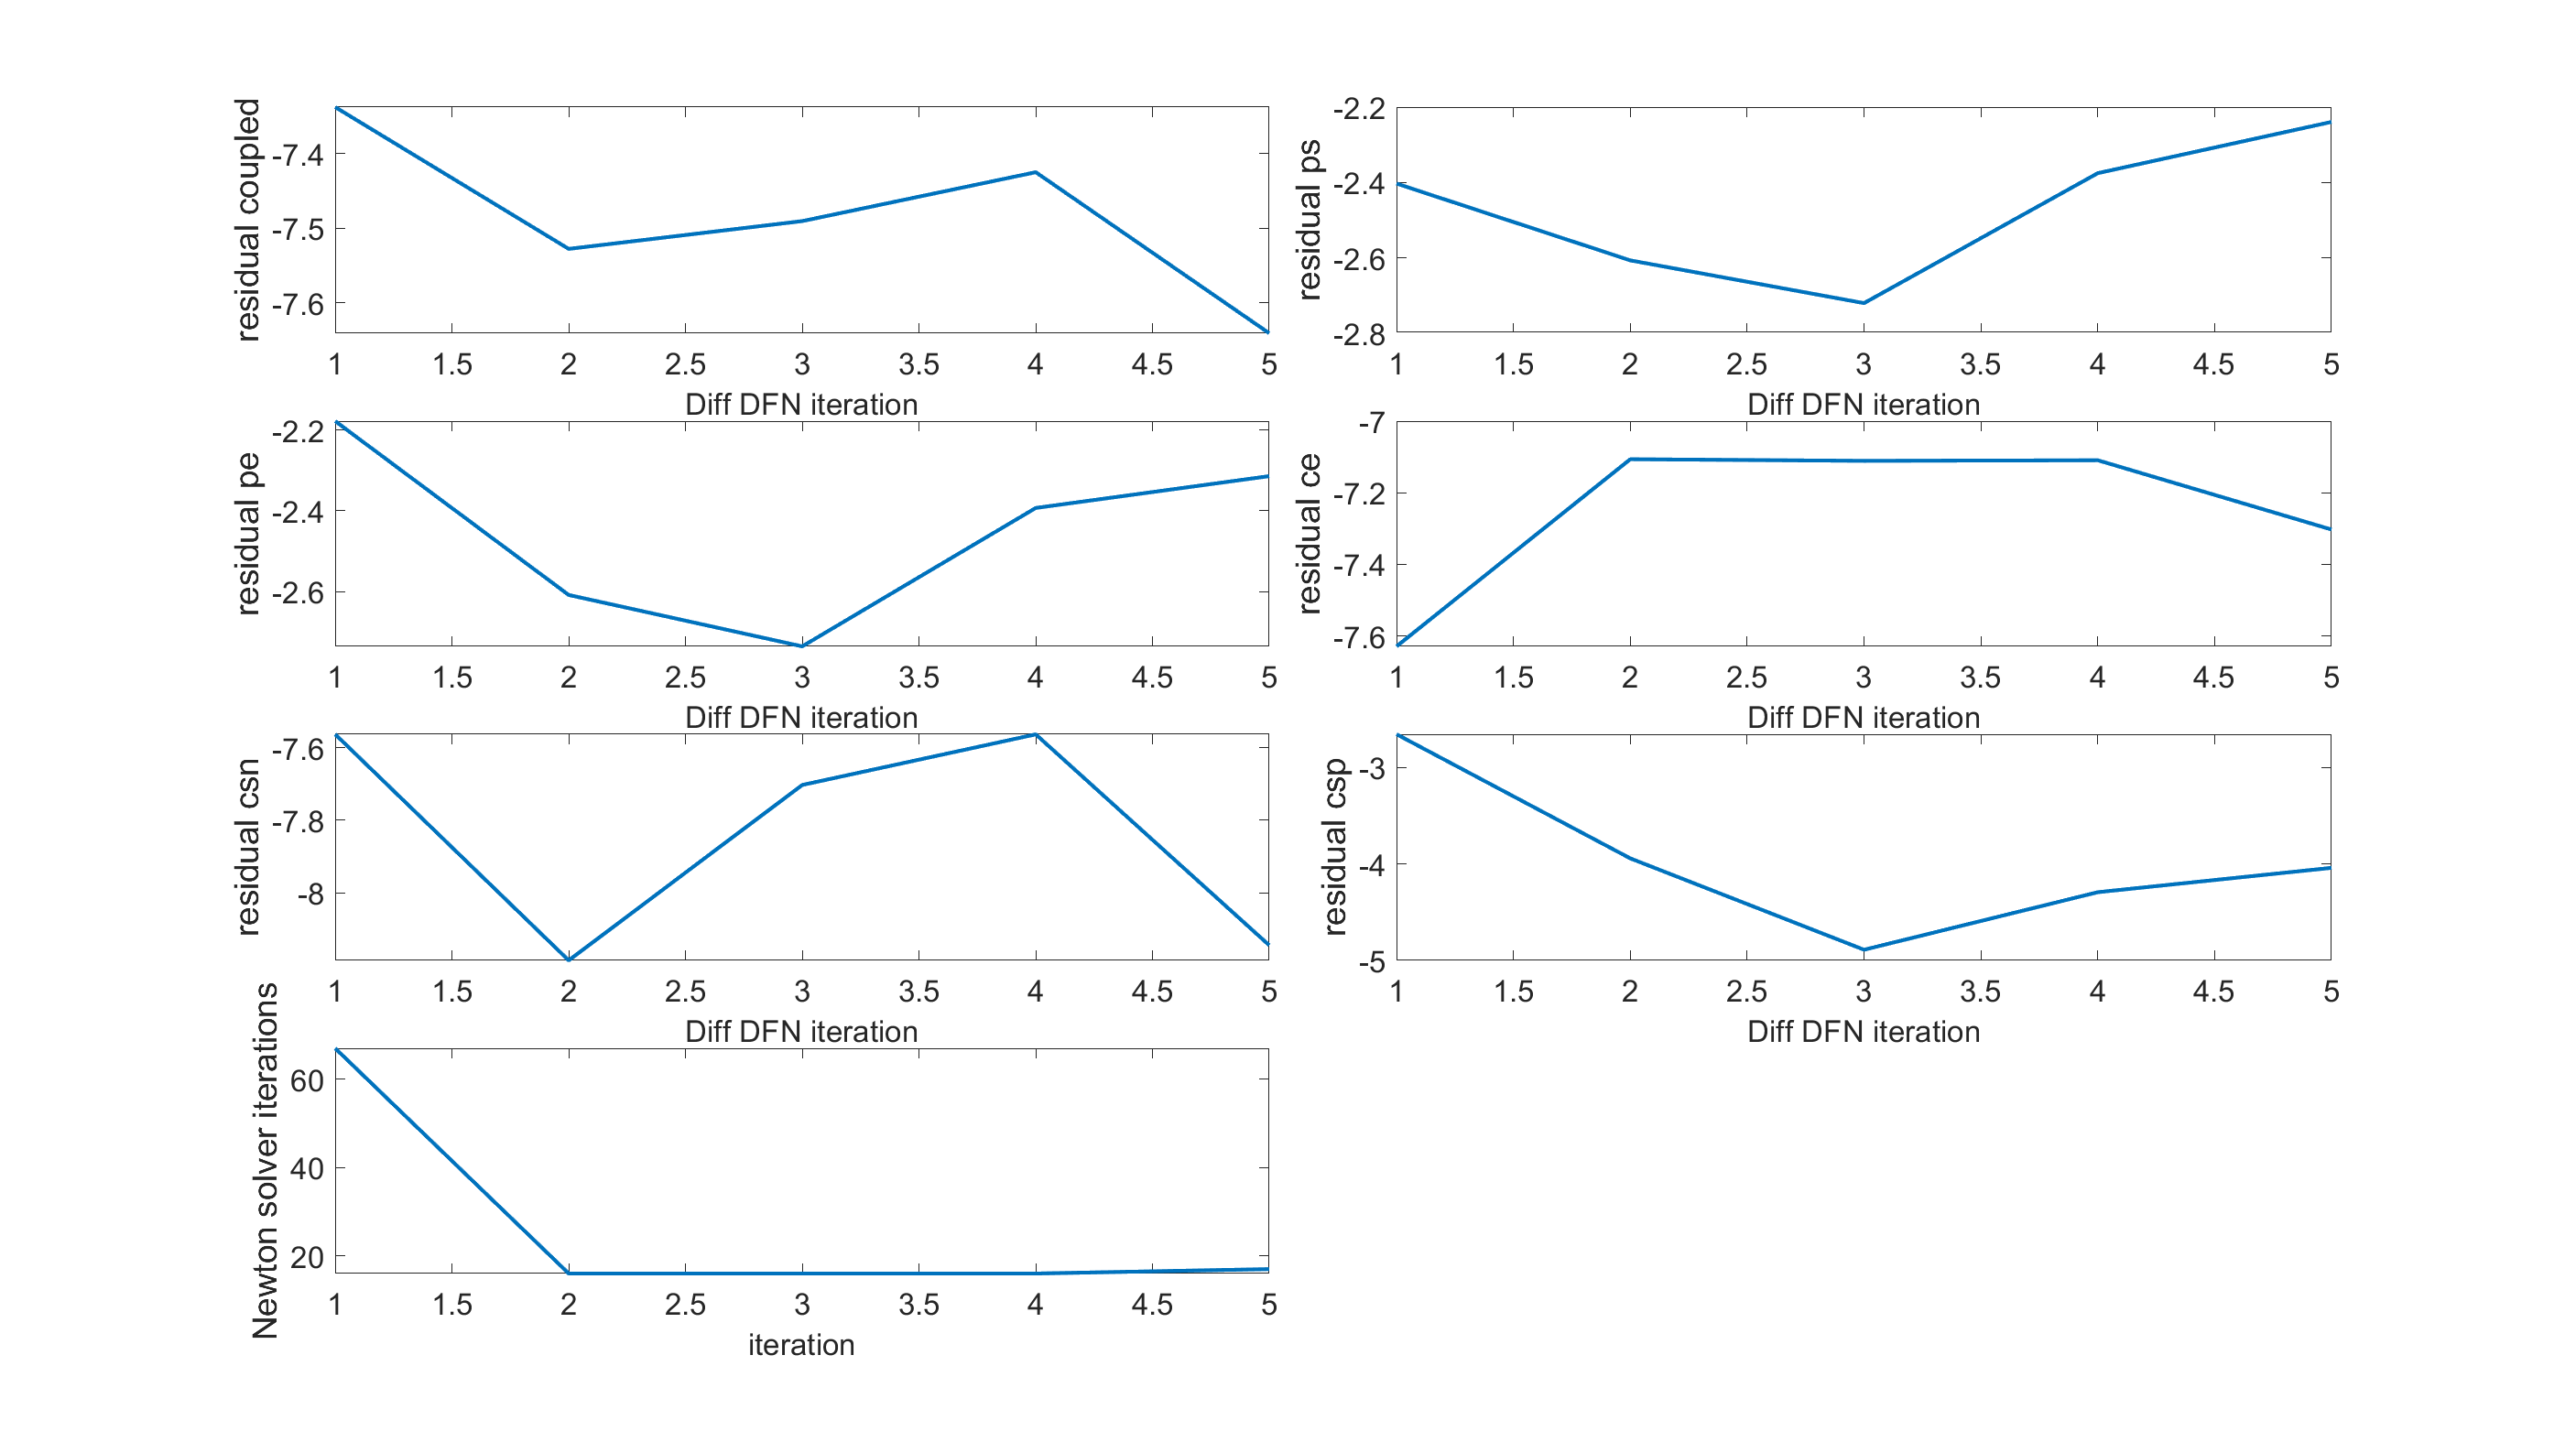 residual coupled
-7.4
-7.5
-7.6
1 1.5 2 2.5 3 3.5 4 4.5 5
Diff DFN iteration
residual ps
-2.2
-2.4
-2.6
-2.8
1 1.5 2 2.5 3 3.5 4 4.5 5
Diff DFN iteration
residual pe
-2.2
-2.4
-2.6
1 1.5 2 2.5 3 3.5 4 4.5 5
Diff DFN iteration
residual ce
-7
-7.2
-7.4
-7.6
1 1.5 2 2.5 3 3.5 4 4.5 5
Diff DFN iteration
residual csn
-7.6
-7.8
-8
1 1.5 2 2.5 3 3.5 4 4.5 5
Diff DFN iteration
residual csp
-3
-4
-5
1 1.5 2 2.5 3 3.5 4 4.5 5
Diff DFN iteration
Newton solver iterations
60
40
20
1 1.5 2 2.5 3 3.5 4 4.5 5
iteration